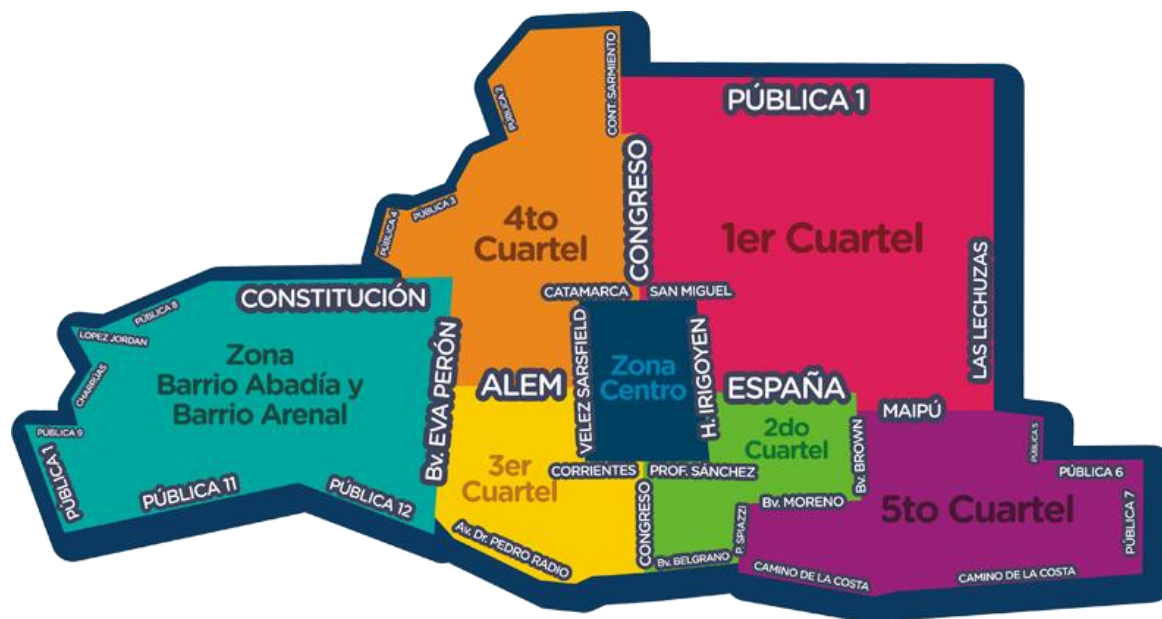 PÚBLICA 2
CONT. SARMIENTO
PÚBLICA 1
CONGRESO
PÚBLICA 4
PÚBLICA 3
4to
Cuartel
1er Cuartel
LAS LECHUZAS
CONSTITUCIÓN
CATAMARCA
SAN MIGUEL
PÚBLICA 8
LOPEZ JORDAN
CHARRÚAS
Zona
Barrio Abadía y
Barrio Arenal
Bv. EVA PERÓN
VELEZ SARSFIELD
Zona
Centro
H. IRIGOYEN
ALEM
ESPAÑA
MAIPÚ
PÚBLICA 9
PÚBLICA 1
PÚBLICA 11
PÚBLICA 12
3er
Cuartel
CORRIENTES
PROF. SÁNCHEZ
2do
Cuartel
Bv. BROWN
PÚBLICA 5
PÚBLICA 6
PÚBLICA 7
Bv. MORENO
5to Cuartel
Av. Dr. PEDRO RADIO
CONGRESO
Bv. BELGRANO
P. SPIAZZI
CAMINO DE LA COSTA
CAMINO DE LA COSTA